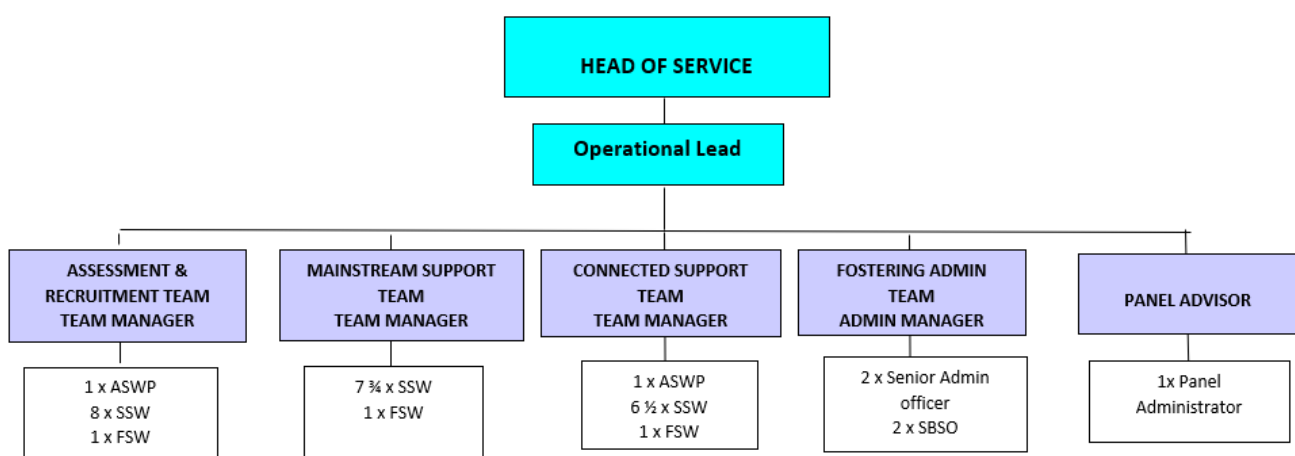 HEAD OF SERVICE
Operational Lead
ASSESSMENT &
RECRUITMENT TEAM
TEAM MANAGER
MAINSTREAM SUPPORT
TEAM
TEAM MANAGER
CONNECTED SUPPORT
TEAM
TEAM MANAGER
FOSTERING ADMIN
TEAM
ADMIN MANAGER
PANEL ADVISOR
1 x ASWP
8 x SSW
1 x FSW
7 ¾ x SSW
1 x FSW
1 x ASWP
6 ½ x SSW
1 x FSW
2 x Senior Admin
officer
2 x SBSO
1x Panel
Administrator